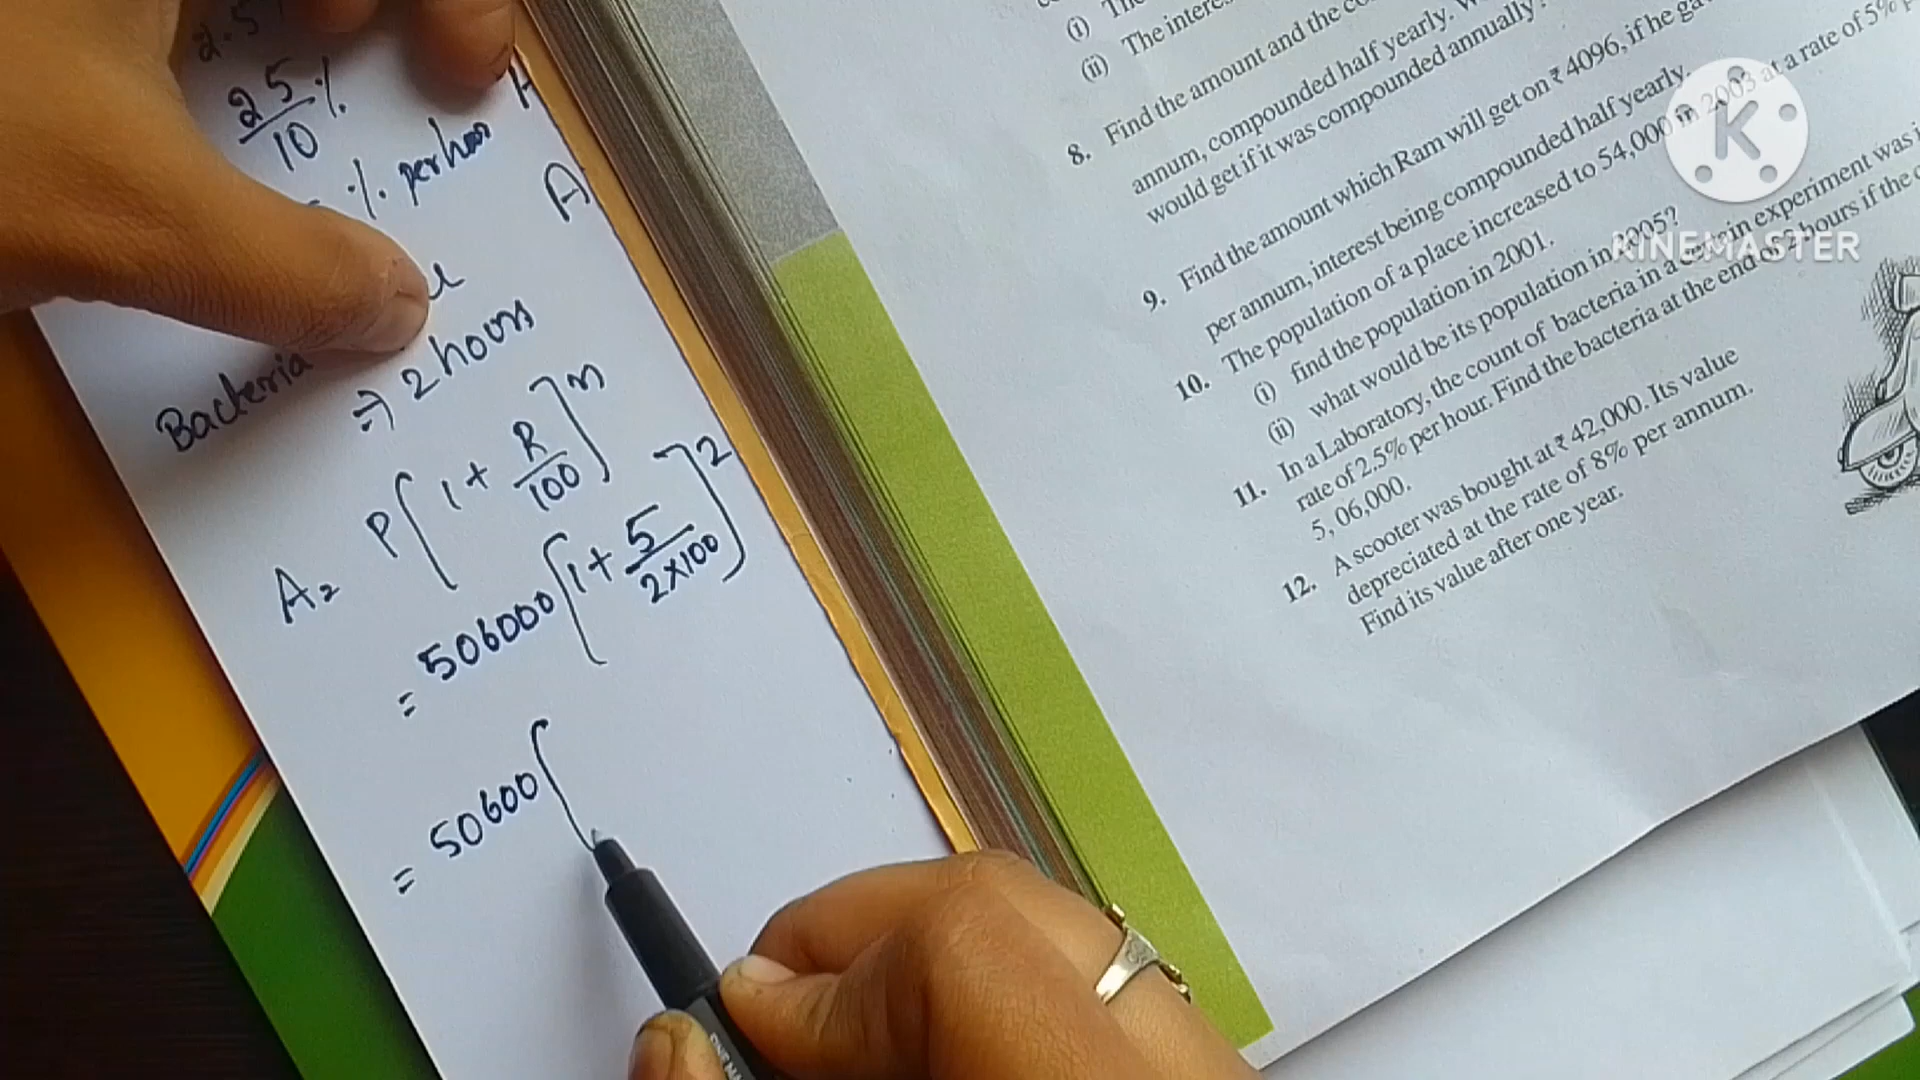 2.5
25/10 %
% per hour
A
Bacteria
⇒ 2 hours
A = P[1 + R/100]^n
= 506000[1 + 5/2×100]^2
= 50600[
(i)
(ii) The
8. Find the amount and the
annum, compounded half yearly.
would get if it was compounded annually?
9. Find the amount which Ram will get on ₹ 4096, if he
per annum, interest being compounded half yearly.
10. The population of a place increased to 54,000 in 2003 at a rate of 5%
(i) find the population in 2001.
(ii) what would be its population in 2005?
11. In a Laboratory, the count of bacteria in a certain experiment was
rate of 2.5% per hour. Find the bacteria at the end of 2 hours if the
5, 06,000.
12. A scooter was bought at ₹ 42,000. Its value
depreciated at the rate of 8% per annum.
Find its value after one year.
K
KINEMASTER